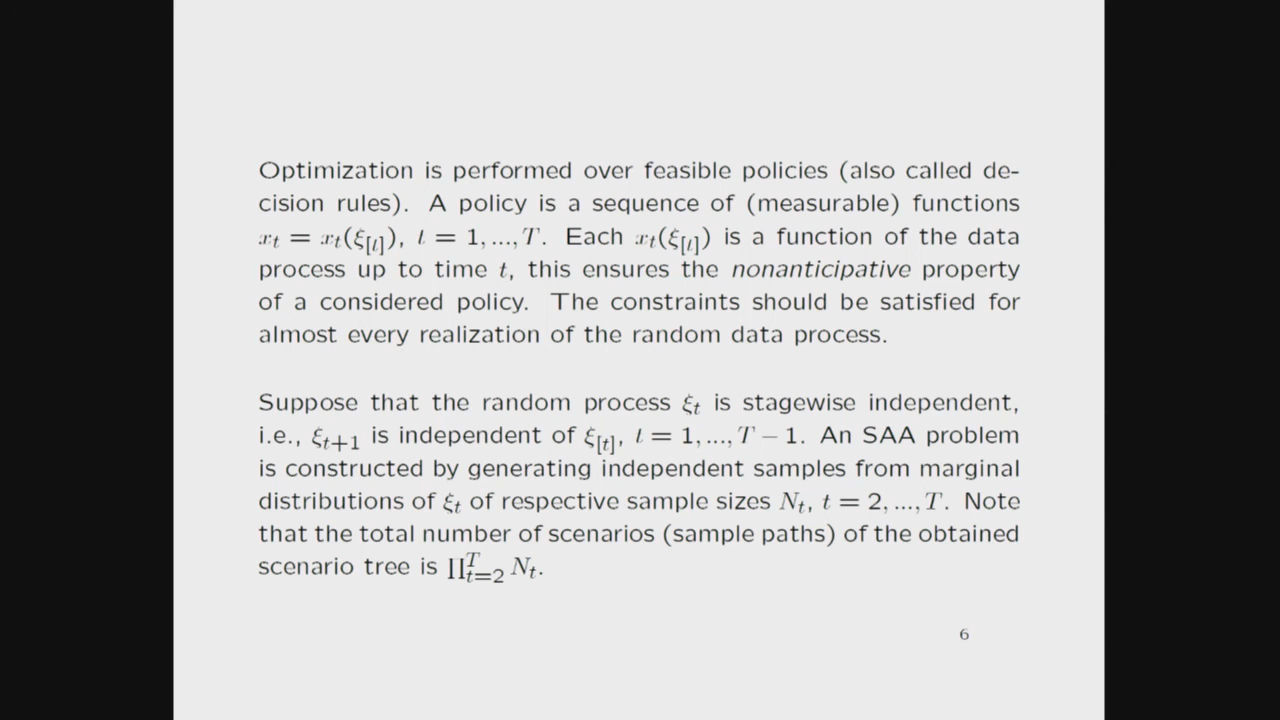 Optimization is performed over feasible policies (also called de-
cision rules). A policy is a sequence of (measurable) functions
x_t = x_t(ξ_[t]), t = 1, ..., T. Each x_t(ξ_[t]) is a function of the data
process up to time t, this ensures the nonanticipative property
of a considered policy. The constraints should be satisfied for
almost every realization of the random data process.
Suppose that the random process ξ_t is stagewise independent,
i.e., ξ_{t+1} is independent of ξ_[t], t = 1, ..., T − 1. An SAA problem
is constructed by generating independent samples from marginal
distributions of ξ_t of respective sample sizes N_t, t = 2, ..., T. Note
that the total number of scenarios (sample paths) of the obtained
scenario tree is ∏_{t=2}^T N_t.
6